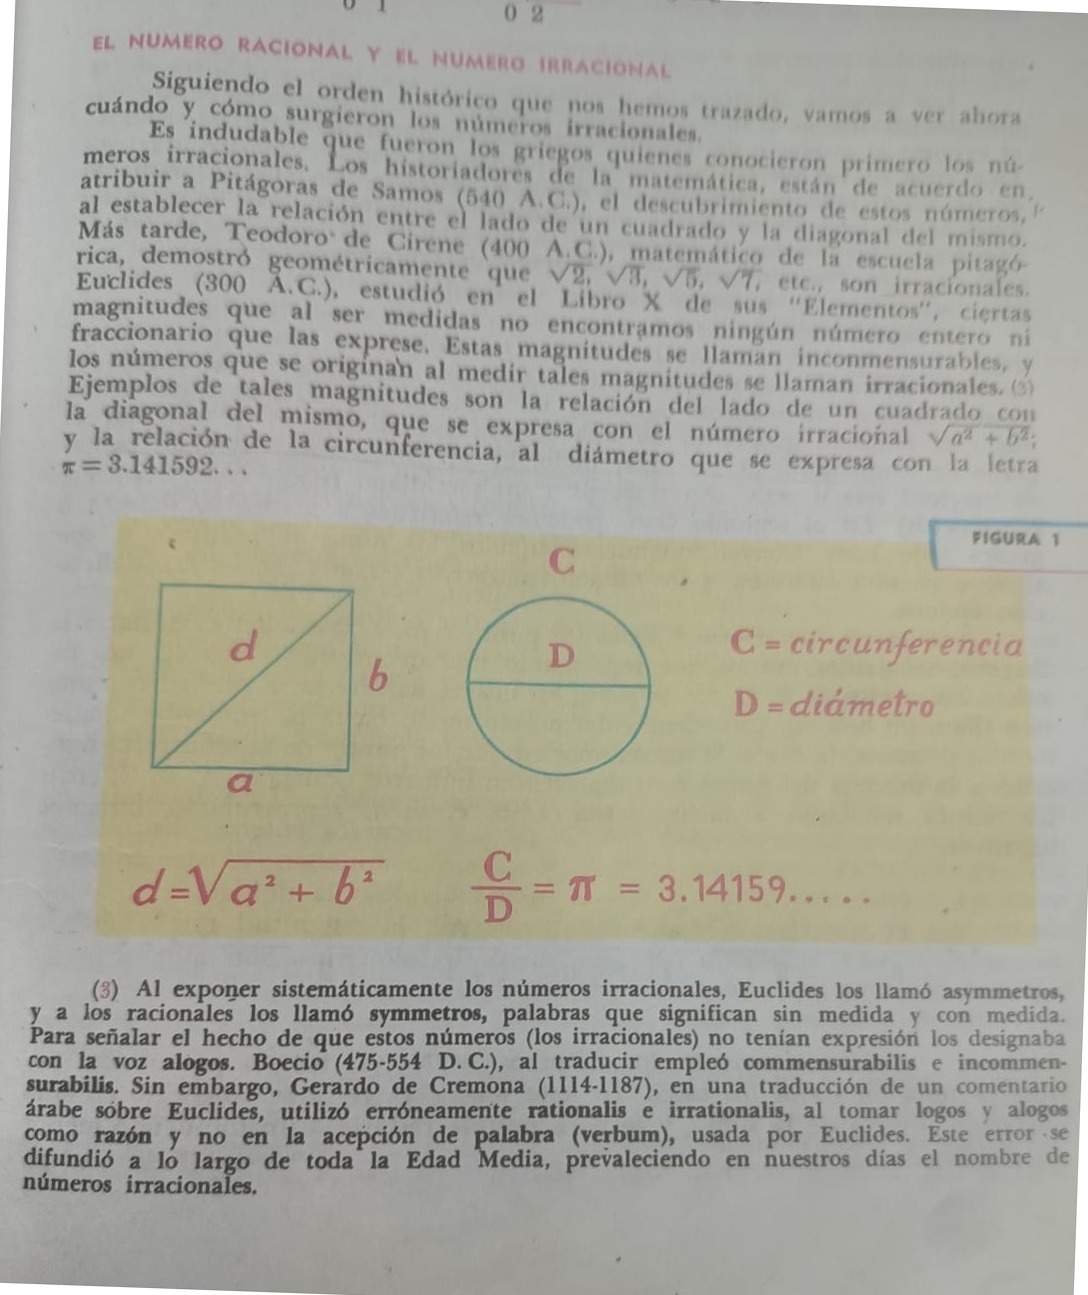 0 1 0 2
EL NUMERO RACIONAL Y EL NUMERO IRRACIONAL
Siguiendo el orden histórico que nos hemos trazado, vamos a ver ahora
cuándo y cómo surgieron los números irracionales.
Es indudable que fueron los griegos quienes conocieron primero los nú-
meros irracionales. Los historiadores de la matemática, están de acuerdo en
atribuir a Pitágoras de Samos (540 A.C.), el descubrimiento de estos números,
al establecer la relación entre el lado de un cuadrado y la diagonal del mismo.
Más tarde, Teodoro de Cirene (400 A.C.), matemático de la escuela pitagó-
rica, demostró geométricamente que √2, √3, √5, √7, etc., son irracionales.
Euclides (300 A.C.), estudió en el Libro X de sus "Elementos", ciertas
magnitudes que al ser medidas no encontramos ningún número entero ni
fraccionario que las exprese. Estas magnitudes se llaman inconmensurables, y
los números que se originan al medir tales magnitudes se llaman irracionales. (3)
Ejemplos de tales magnitudes son la relación del lado de un cuadrado con
la diagonal del mismo, que se expresa con el número irracional √a² + b²;
y la relación de la circunferencia, al diámetro que se expresa con la letra
π = 3.141592. . .
FIGURA 1
C
d
b
a
D
C = circunferencia
D = diámetro
d = √a² + b²
C/D = π = 3.14159.....
(3) Al exponer sistemáticamente los números irracionales, Euclides los llamó asymmetros,
y a los racionales los llamó symmetros, palabras que significan sin medida y con medida.
Para señalar el hecho de que estos números (los irracionales) no tenían expresión los designaba
con la voz alogos. Boecio (475-554 D. C.), al traducir empleó commensurabilis e incommen-
surabilis. Sin embargo, Gerardo de Cremona (1114-1187), en una traducción de un comentario
árabe sobre Euclides, utilizó erróneamente rationalis e irrationalis, al tomar logos y alogos
como razón y no en la acepción de palabra (verbum), usada por Euclides. Este error se
difundió a lo largo de toda la Edad Media, prevaleciendo en nuestros días el nombre de
números irracionales.